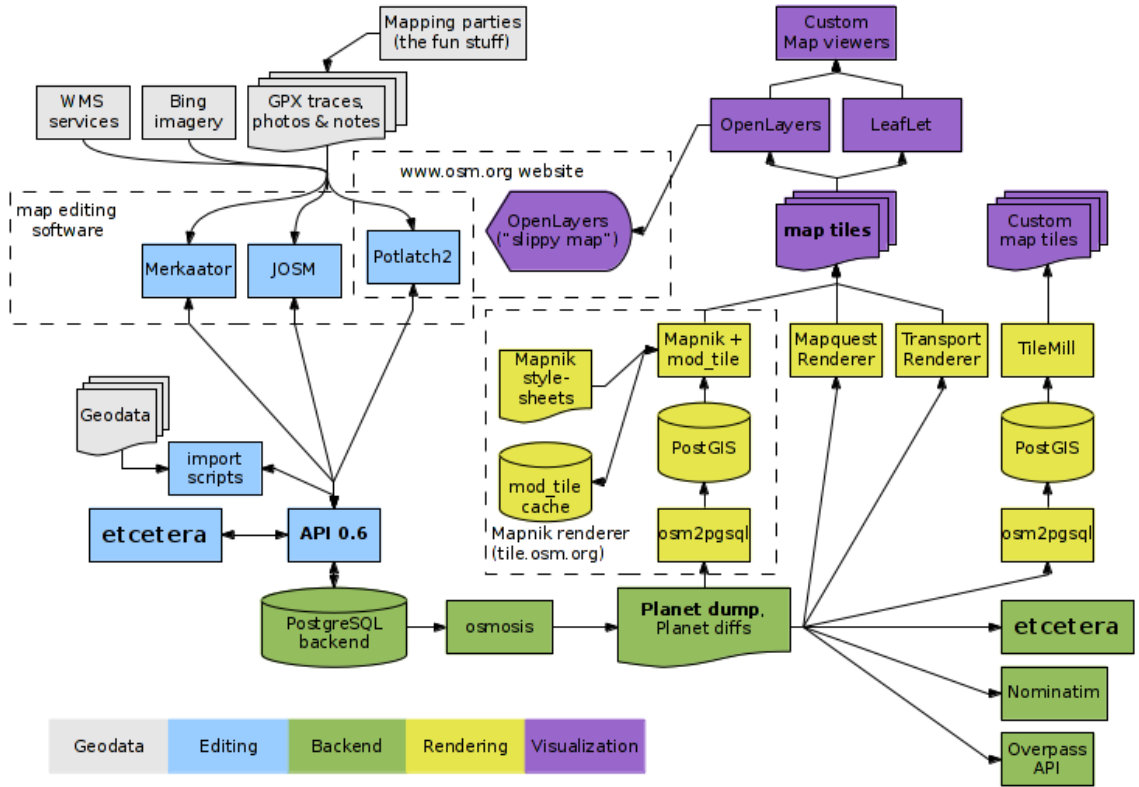 Mapping parties
(the fun stuff)
Custom
Map viewers
WMS
services
Bing
imagery
GPX traces,
photos & notes
OpenLayers
LeafLet
www.osm.org website
map editing
software
OpenLayers
("slippy map")
map tiles
Custom
map tiles
Merkaator
JOSM
Potlatch2
Mapnik
style-
sheets
Mapnik +
mod_tile
Mapquest
Renderer
Transport
Renderer
TileMill
Geodata
import
scripts
mod_tile
cache
PostGIS
PostGIS
etcetera
API 0.6
Mapnik renderer
(tile.osm.org)
osm2pgsql
osm2pgsql
PostgreSQL
backend
osmosis
Planet dump,
Planet diffs
etcetera
Nominatim
Overpass
API
Geodata
Editing
Backend
Rendering
Visualization